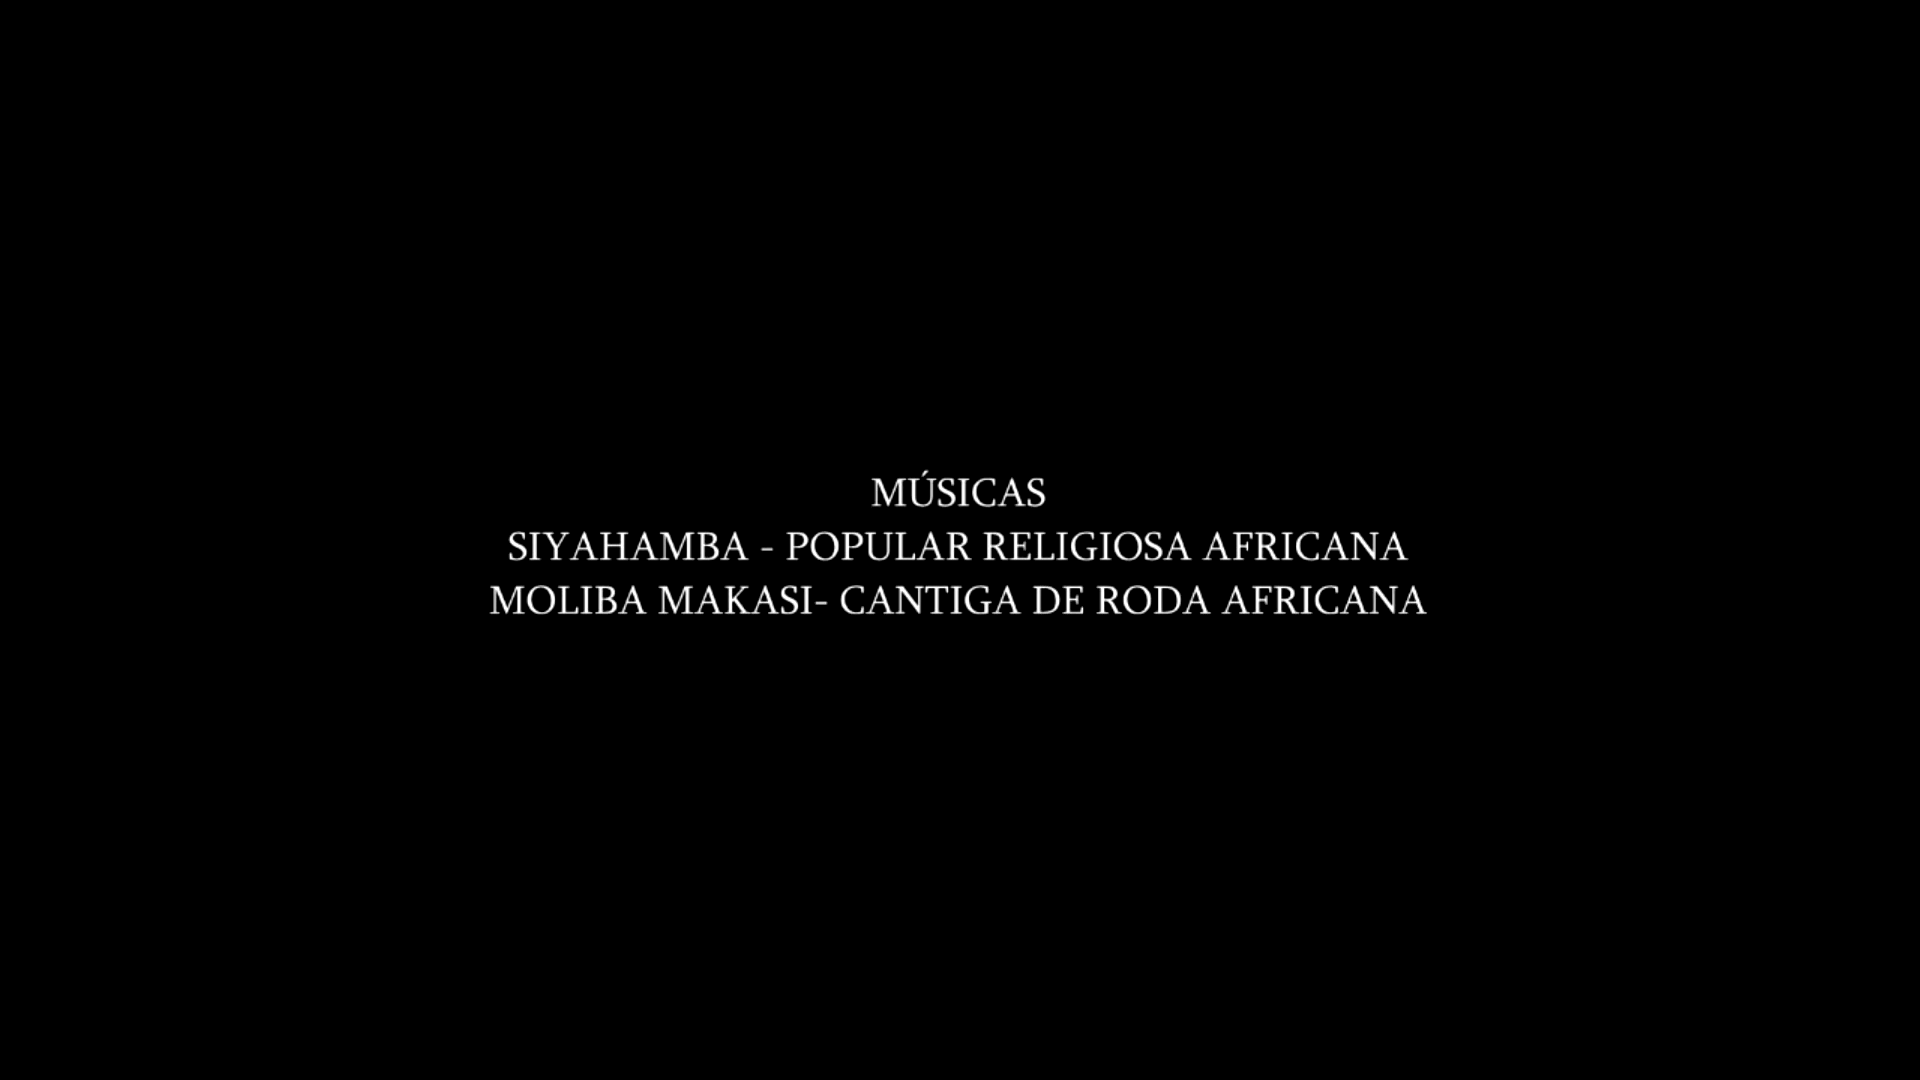 MÚSICAS
SIYAHAMBA - POPULAR RELIGIOSA AFRICANA
MOLIBA MAKASI- CANTIGA DE RODA AFRICANA